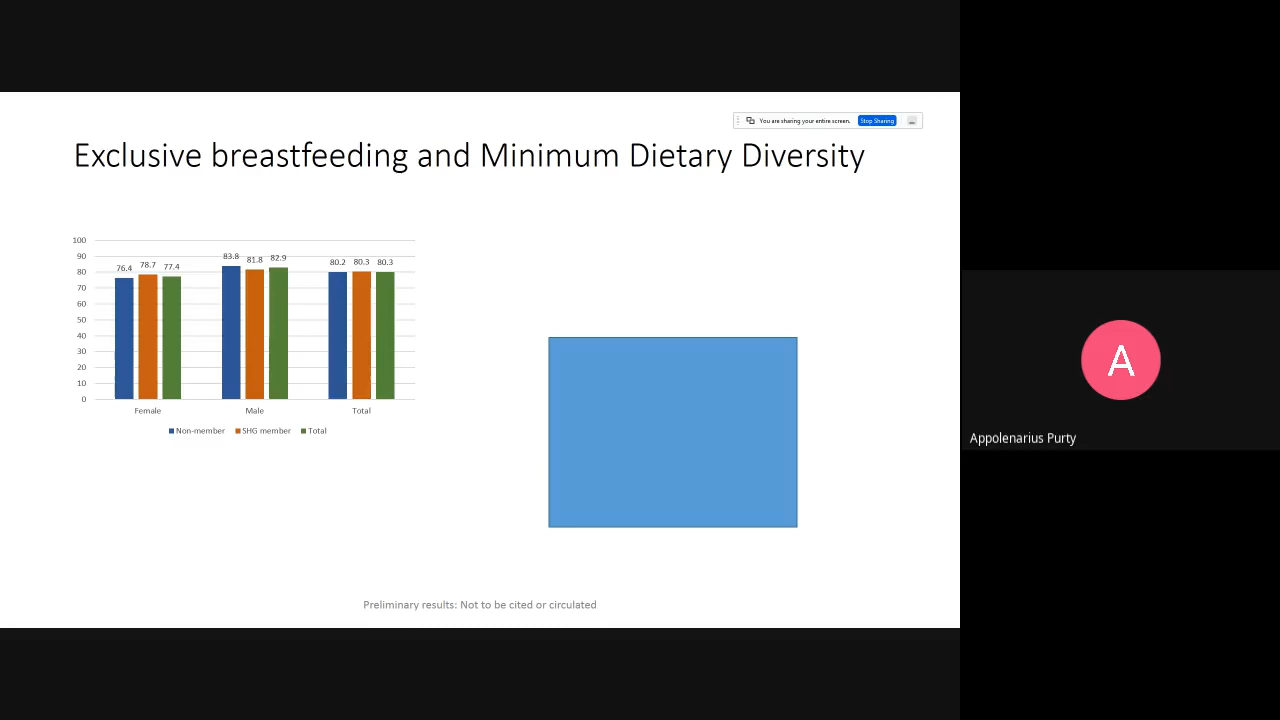 You are sharing your entire screen. Stop Sharing
Exclusive breastfeeding and Minimum Dietary Diversity
100
90
80
70
60
50
40
30
20
10
0
76.4 78.7 77.4
83.8 81.8 82.9
80.2 80.3 80.3
Female Male Total
Non-member SHG member Total
Preliminary results: Not to be cited or circulated
A
Appolenarius Purty